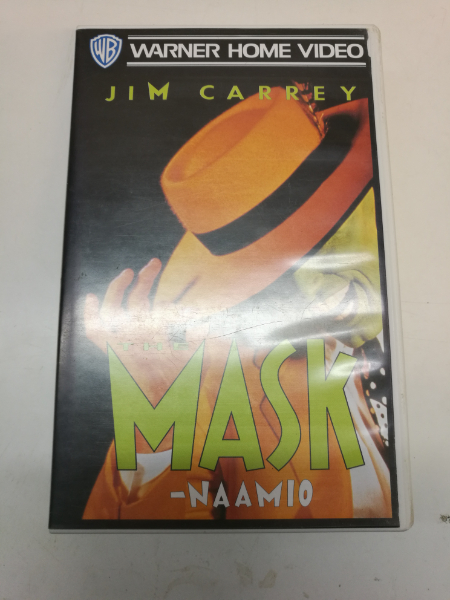 WB WARNER HOME VIDEO
JIM CARREY
MASK
-NAAMIO